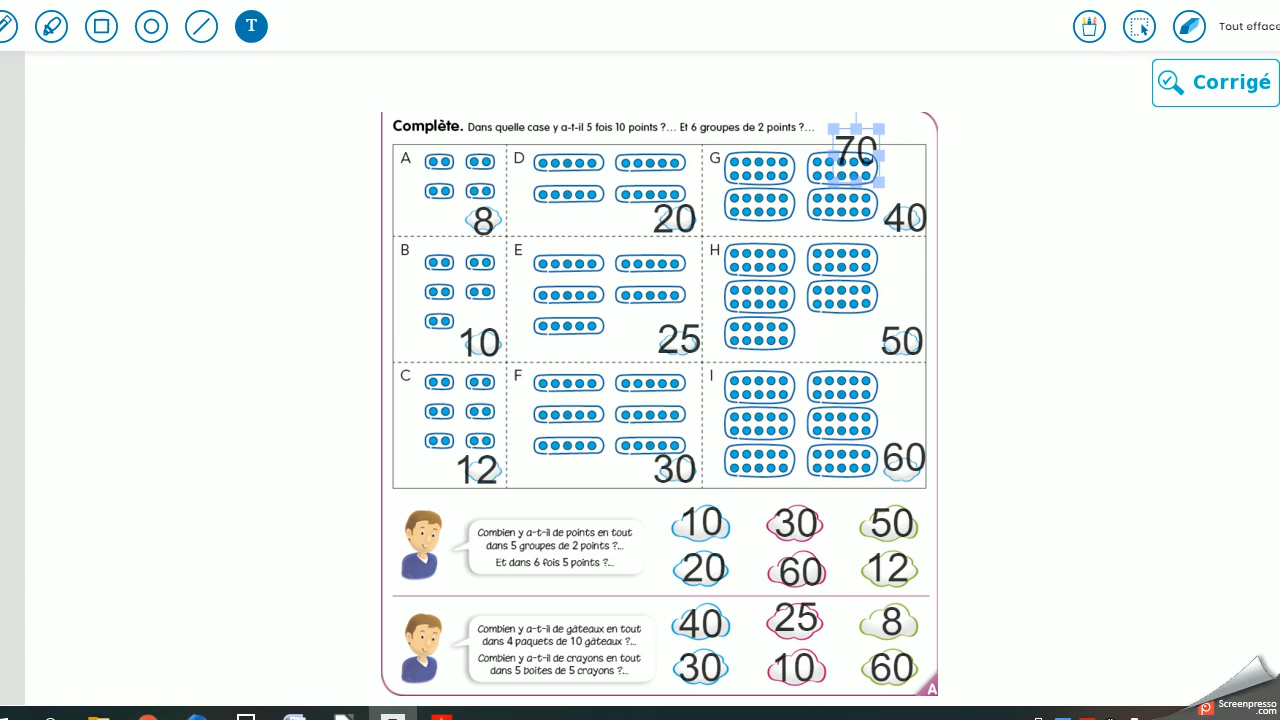 T
Tout efface
Corrigé
Complète. Dans quelle case y a-t-il 5 fois 10 points ?... Et 6 groupes de 2 points ?...
70
A
D
G
8
20
40
B
E
H
10
25
50
C
F
I
12
30
60
Combien y a-t-il de points en tout
dans 5 groupes de 2 points ?...
Et dans 6 fois 5 points ?...
10 30 50
20 60 12
Combien y a-t-il de gâteaux en tout
dans 4 paquets de 10 gâteaux ?...
Combien y a-t-il de crayons en tout
dans 5 boîtes de 5 crayons ?...
40 25 8
30 10 60
A
Screenpresso
.com